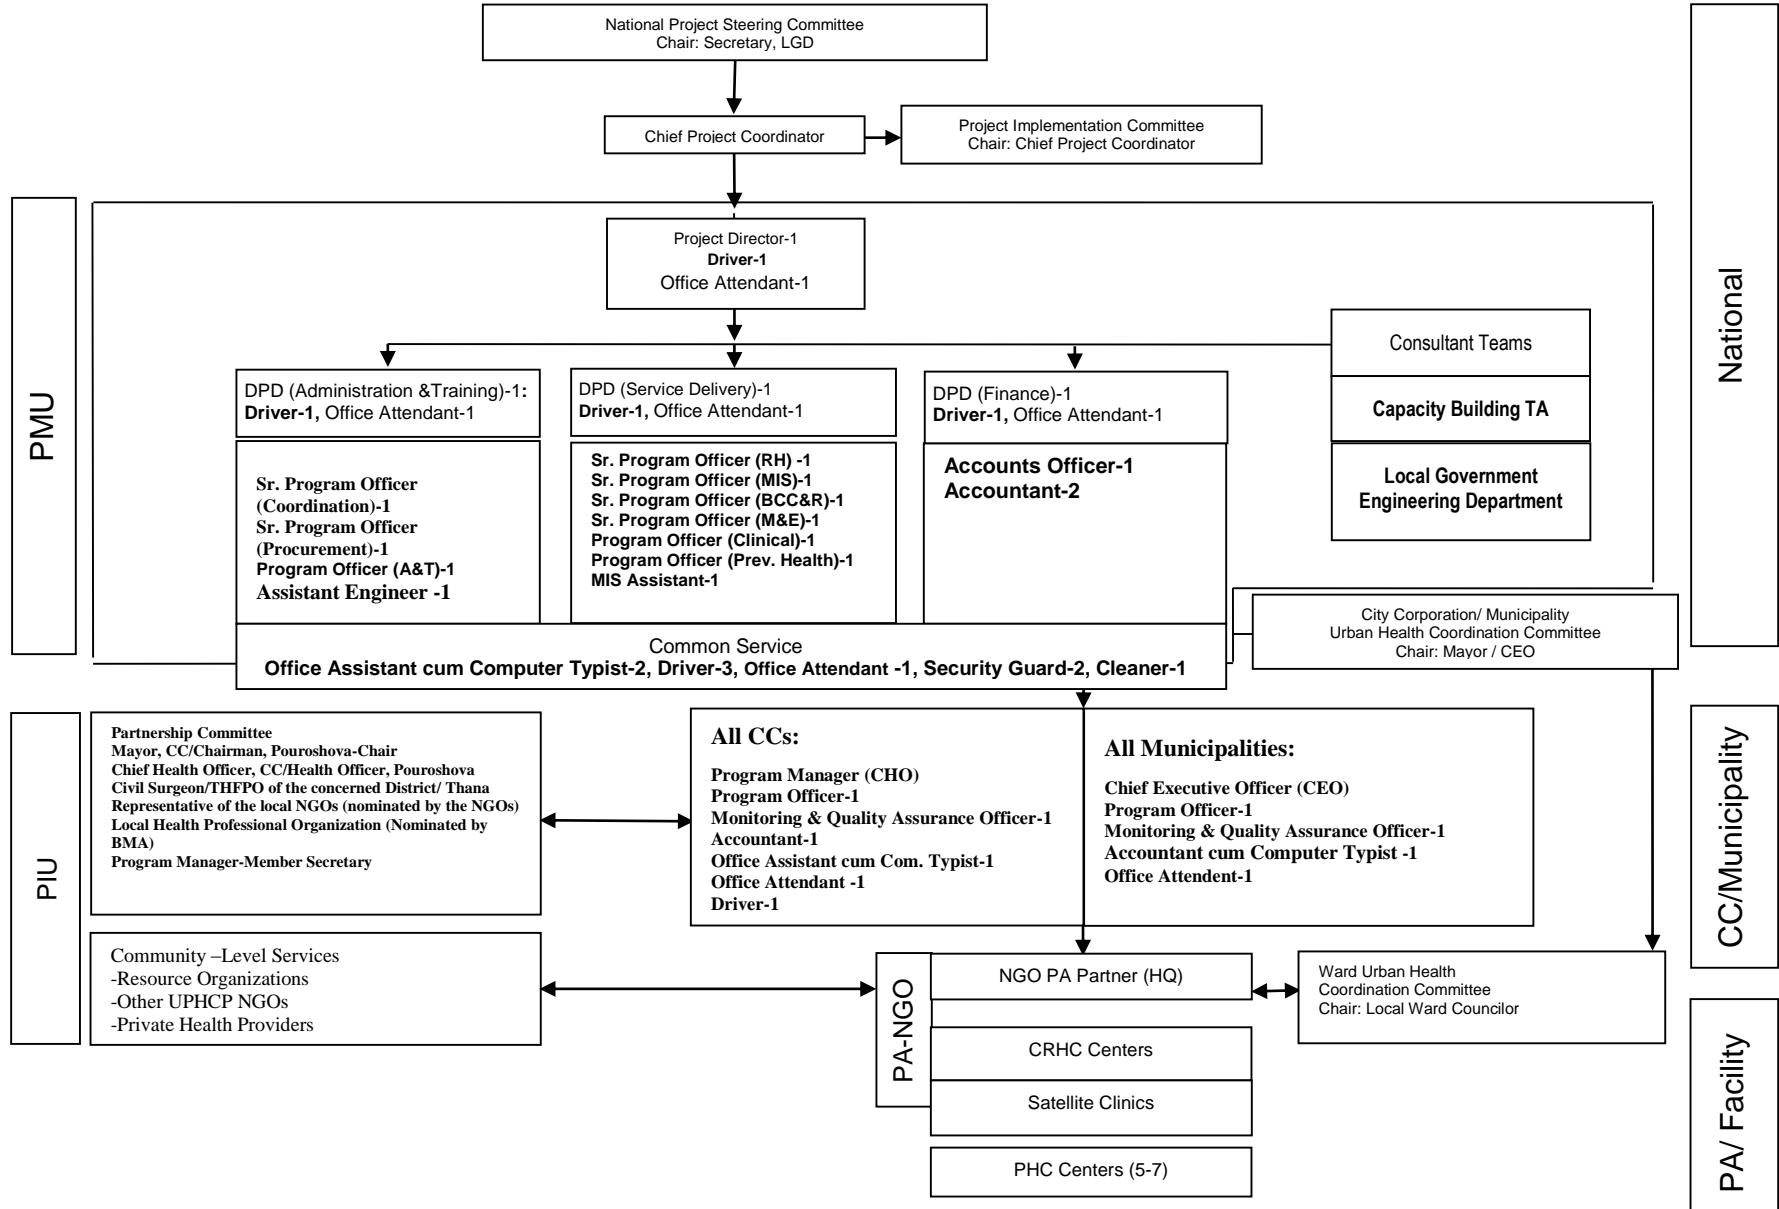 National Project Steering Committee
Chair: Secretary, LGD
Chief Project Coordinator
Project Implementation Committee
Chair: Chief Project Coordinator
PMU
National
Project Director-1
Driver-1
Office Attendant-1
DPD (Administration &Training)-1:
Driver-1, Office Attendant-1
DPD (Service Delivery)-1
Driver-1, Office Attendant-1
DPD (Finance)-1
Driver-1, Office Attendant-1
Consultant Teams
Capacity Building TA
Local Government
Engineering Department
Sr. Program Officer
(Coordination)-1
Sr. Program Officer
(Procurement)-1
Program Officer (A&T)-1
Assistant Engineer -1
Sr. Program Officer (RH) -1
Sr. Program Officer (MIS)-1
Sr. Program Officer (BCC&R)-1
Sr. Program Officer (M&E)-1
Program Officer (Clinical)-1
Program Officer (Prev. Health)-1
MIS Assistant-1
Accounts Officer-1
Accountant-2
Common Service
Office Assistant cum Computer Typist-2, Driver-3, Office Attendant -1, Security Guard-2, Cleaner-1
City Corporation/ Municipality
Urban Health Coordination Committee
Chair: Mayor / CEO
PIU
CC/Municipality
Partnership Committee
Mayor, CC/Chairman, Pouroshova-Chair
Chief Health Officer, CC/Health Officer, Pouroshova
Civil Surgeon/THFPO of the concerned District/ Thana
Representative of the local NGOs (nominated by the NGOs)
Local Health Professional Organization (Nominated by
BMA)
Program Manager-Member Secretary
All CCs:
Program Manager (CHO)
Program Officer-1
Monitoring & Quality Assurance Officer-1
Accountant-1
Office Assistant cum Com. Typist-1
Office Attendant -1
Driver-1
All Municipalities:
Chief Executive Officer (CEO)
Program Officer-1
Monitoring & Quality Assurance Officer-1
Accountant cum Computer Typist -1
Office Attendent-1
Community –Level Services
-Resource Organizations
-Other UPHCP NGOs
-Private Health Providers
PA-NGO
NGO PA Partner (HQ)
CRHC Centers
Satellite Clinics
PHC Centers (5-7)
Ward Urban Health
Coordination Committee
Chair: Local Ward Councilor
PA/ Facility